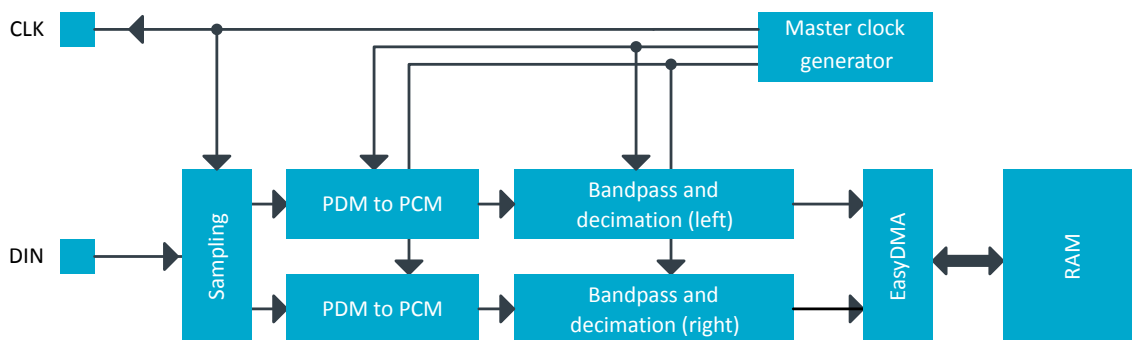 CLK
Master clock
generator
DIN
Sampling
PDM to PCM
Bandpass and
decimation (left)
PDM to PCM
Bandpass and
decimation (right)
EasyDMA
RAM